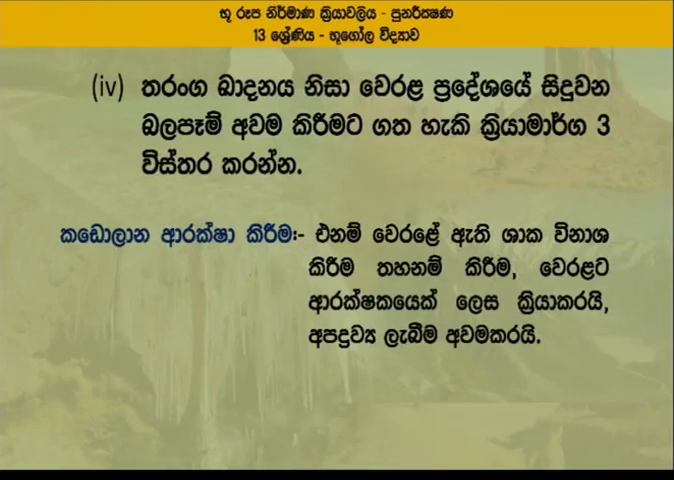 භූ රූප නිර්මාණ ක්‍රියාවලිය - පුනරීක්ෂණ
13 ශ්‍රේණිය - භූගෝල විද්‍යාව
(iv) තරංග ඛාදනය නිසා වෙරළ ප්‍රදේශයේ සිදුවන
බලපෑම් අවම කිරීමට ගත හැකි ක්‍රියාමාර්ග 3
විස්තර කරන්න.
කඩොලාන ආරක්ෂා කිරීම:- එනම් වෙරළේ ඇති ශාක විනාශ
කිරීම තහනම් කිරීම, වෙරළට
ආරක්ෂකයෙක් ලෙස ක්‍රියාකරයි,
අපද්‍රව්‍ය ලැබීම අවමකරයි.